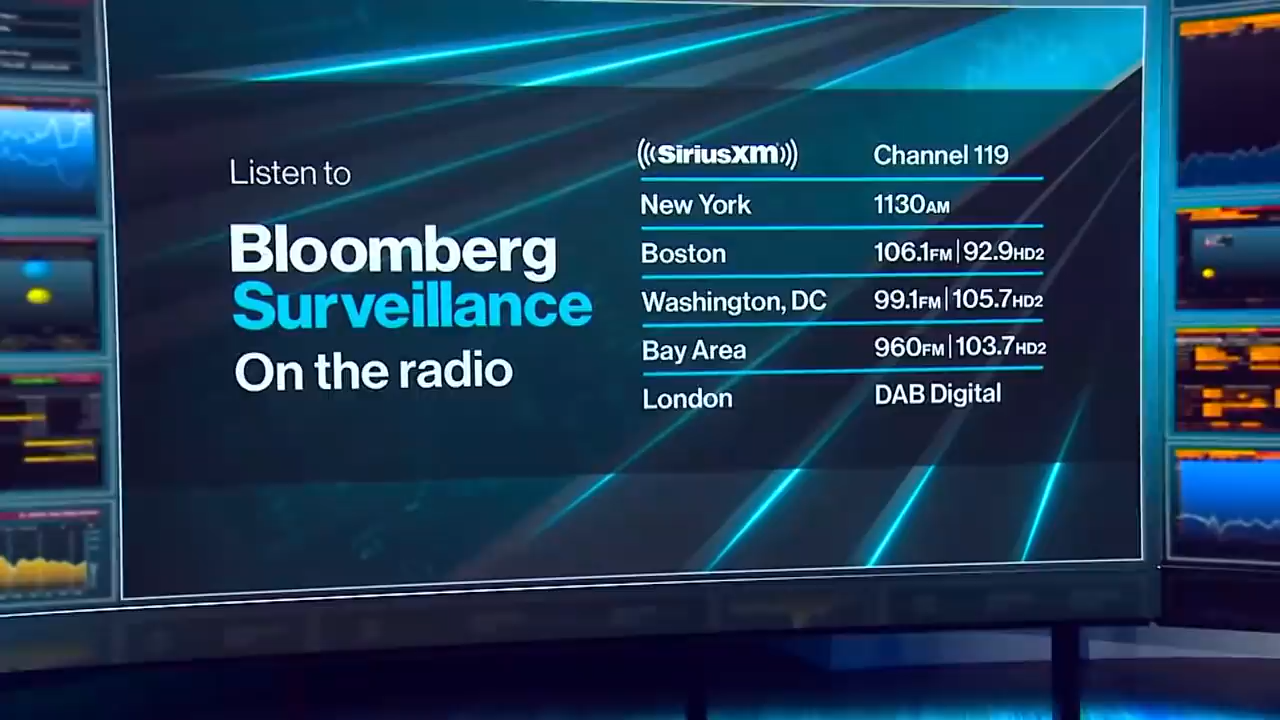 Listen to
Bloomberg
Surveillance
On the radio
SiriusXM Channel 119
New York 1130AM
Boston 106.1FM|92.9HD2
Washington, DC 99.1FM|105.7HD2
Bay Area 960FM|103.7HD2
London DAB Digital